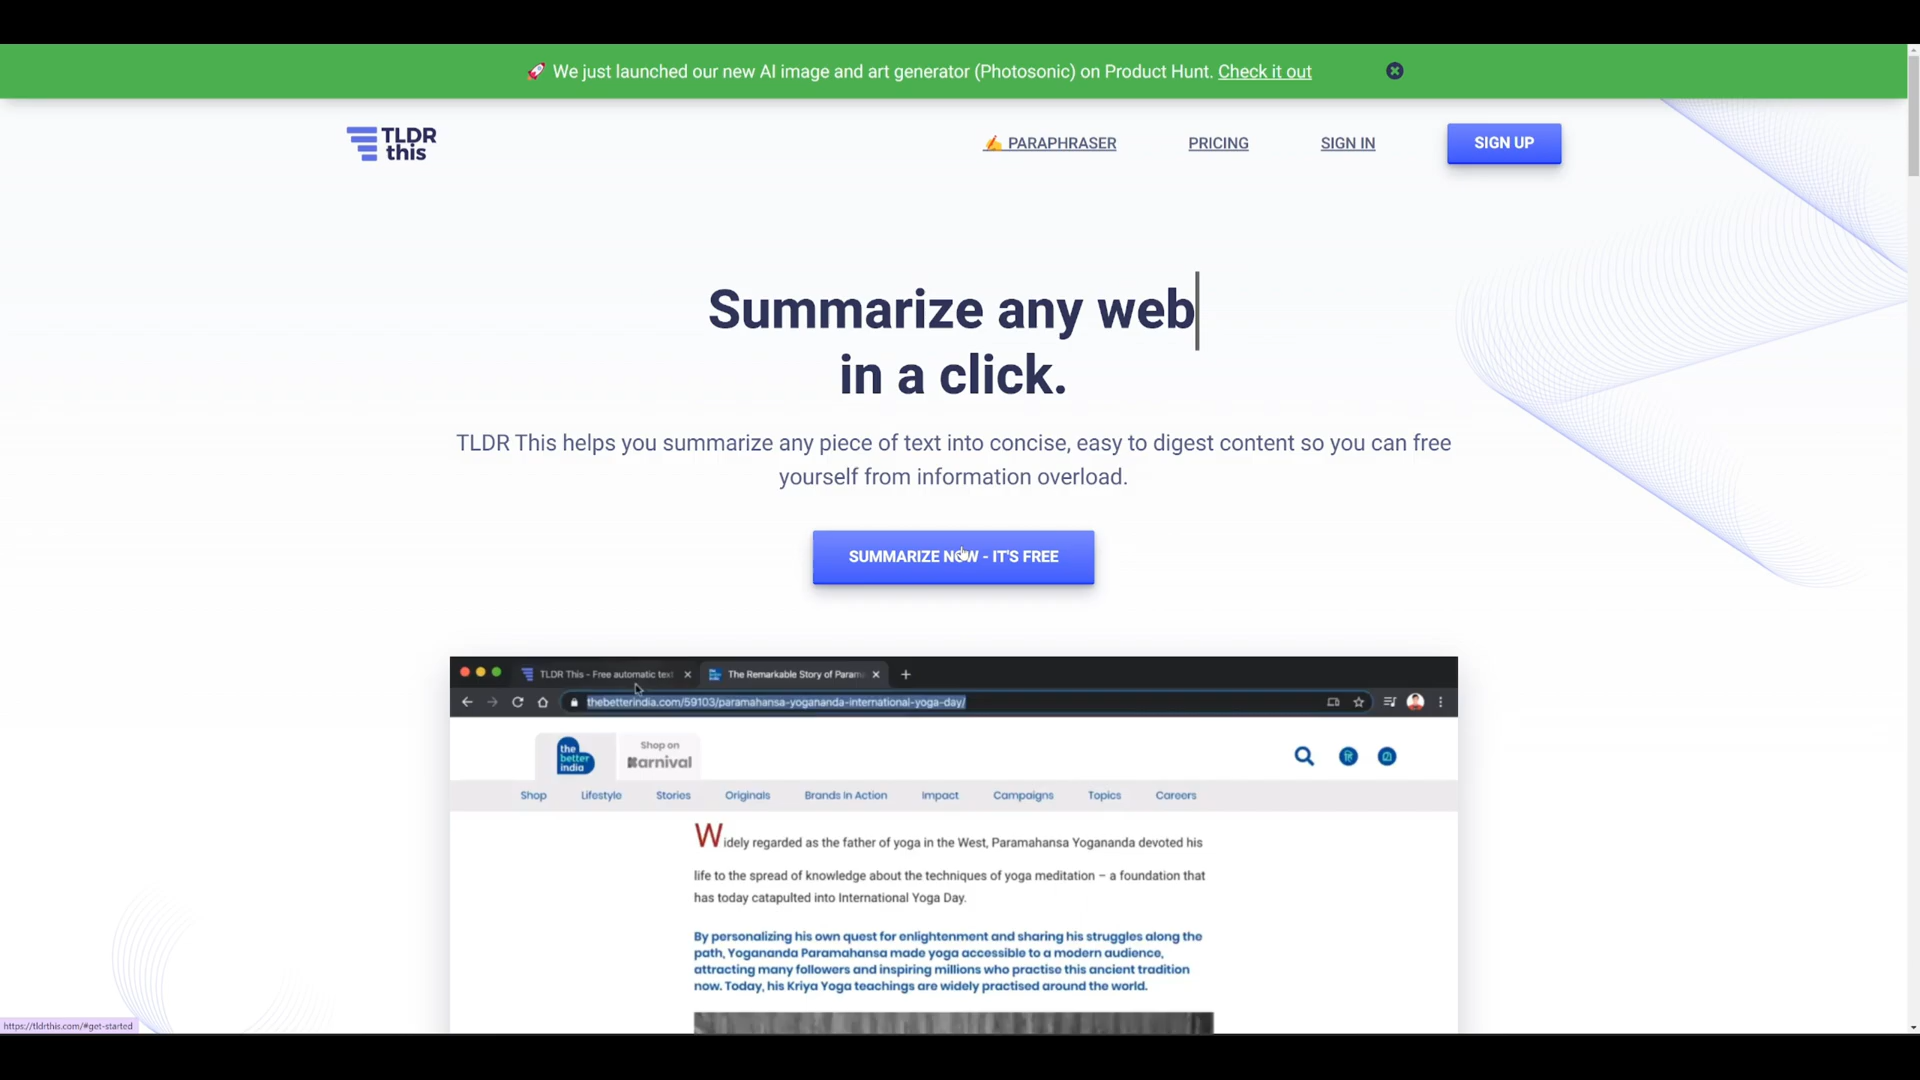 🚀 We just launched our new AI image and art generator (Photosonic) on Product Hunt. Check it out
TLDR
this
✍️ PARAPHRASER
PRICING
SIGN IN
SIGN UP
Summarize any web
in a click.
TLDR This helps you summarize any piece of text into concise, easy to digest content so you can free
yourself from information overload.
SUMMARIZE NOW - IT'S FREE
TLDR This - Free automatic text
The Remarkable Story of Param
thebetterindia.com/59103/paramahansa-yogananda-international-yoga-day/
the
better
india
Shop on
Karnival
Shop
Lifestyle
Stories
Originals
Brands In Action
Impact
Campaigns
Topics
Careers
Widely regarded as the father of yoga in the West, Paramahansa Yogananda devoted his
life to the spread of knowledge about the techniques of yoga meditation – a foundation that
has today catapulted into International Yoga Day.
By personalizing his own quest for enlightenment and sharing his struggles along the
path, Yogananda Paramahansa made yoga accessible to a modern audience,
attracting many followers and inspiring millions who practise this ancient tradition
now. Today, his Kriya Yoga teachings are widely practised around the world.
https://tldrthis.com/#get-started